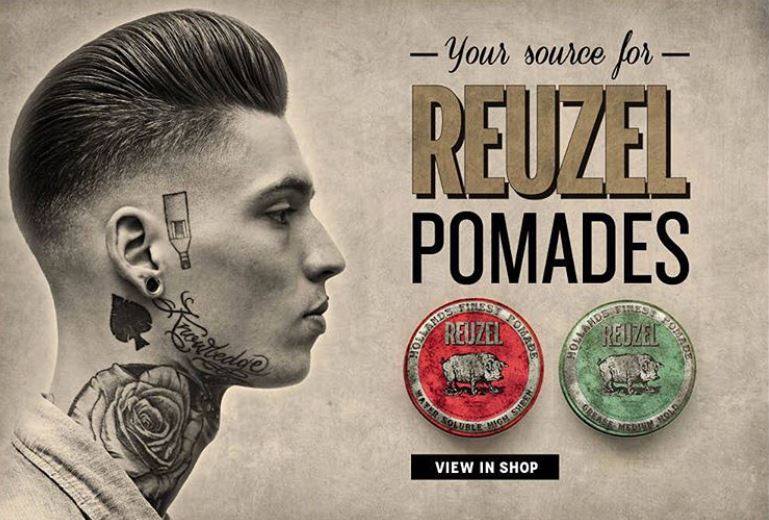 Your source for
REUZEL
POMADES
Knowledge
HOLLANDS FINEST POMADE
REUZEL
WATER SOLUBLE HIGH SHEEN
HOLLANDS FINEST POMADE
REUZEL
GREASE MEDIUM HOLD
VIEW IN SHOP